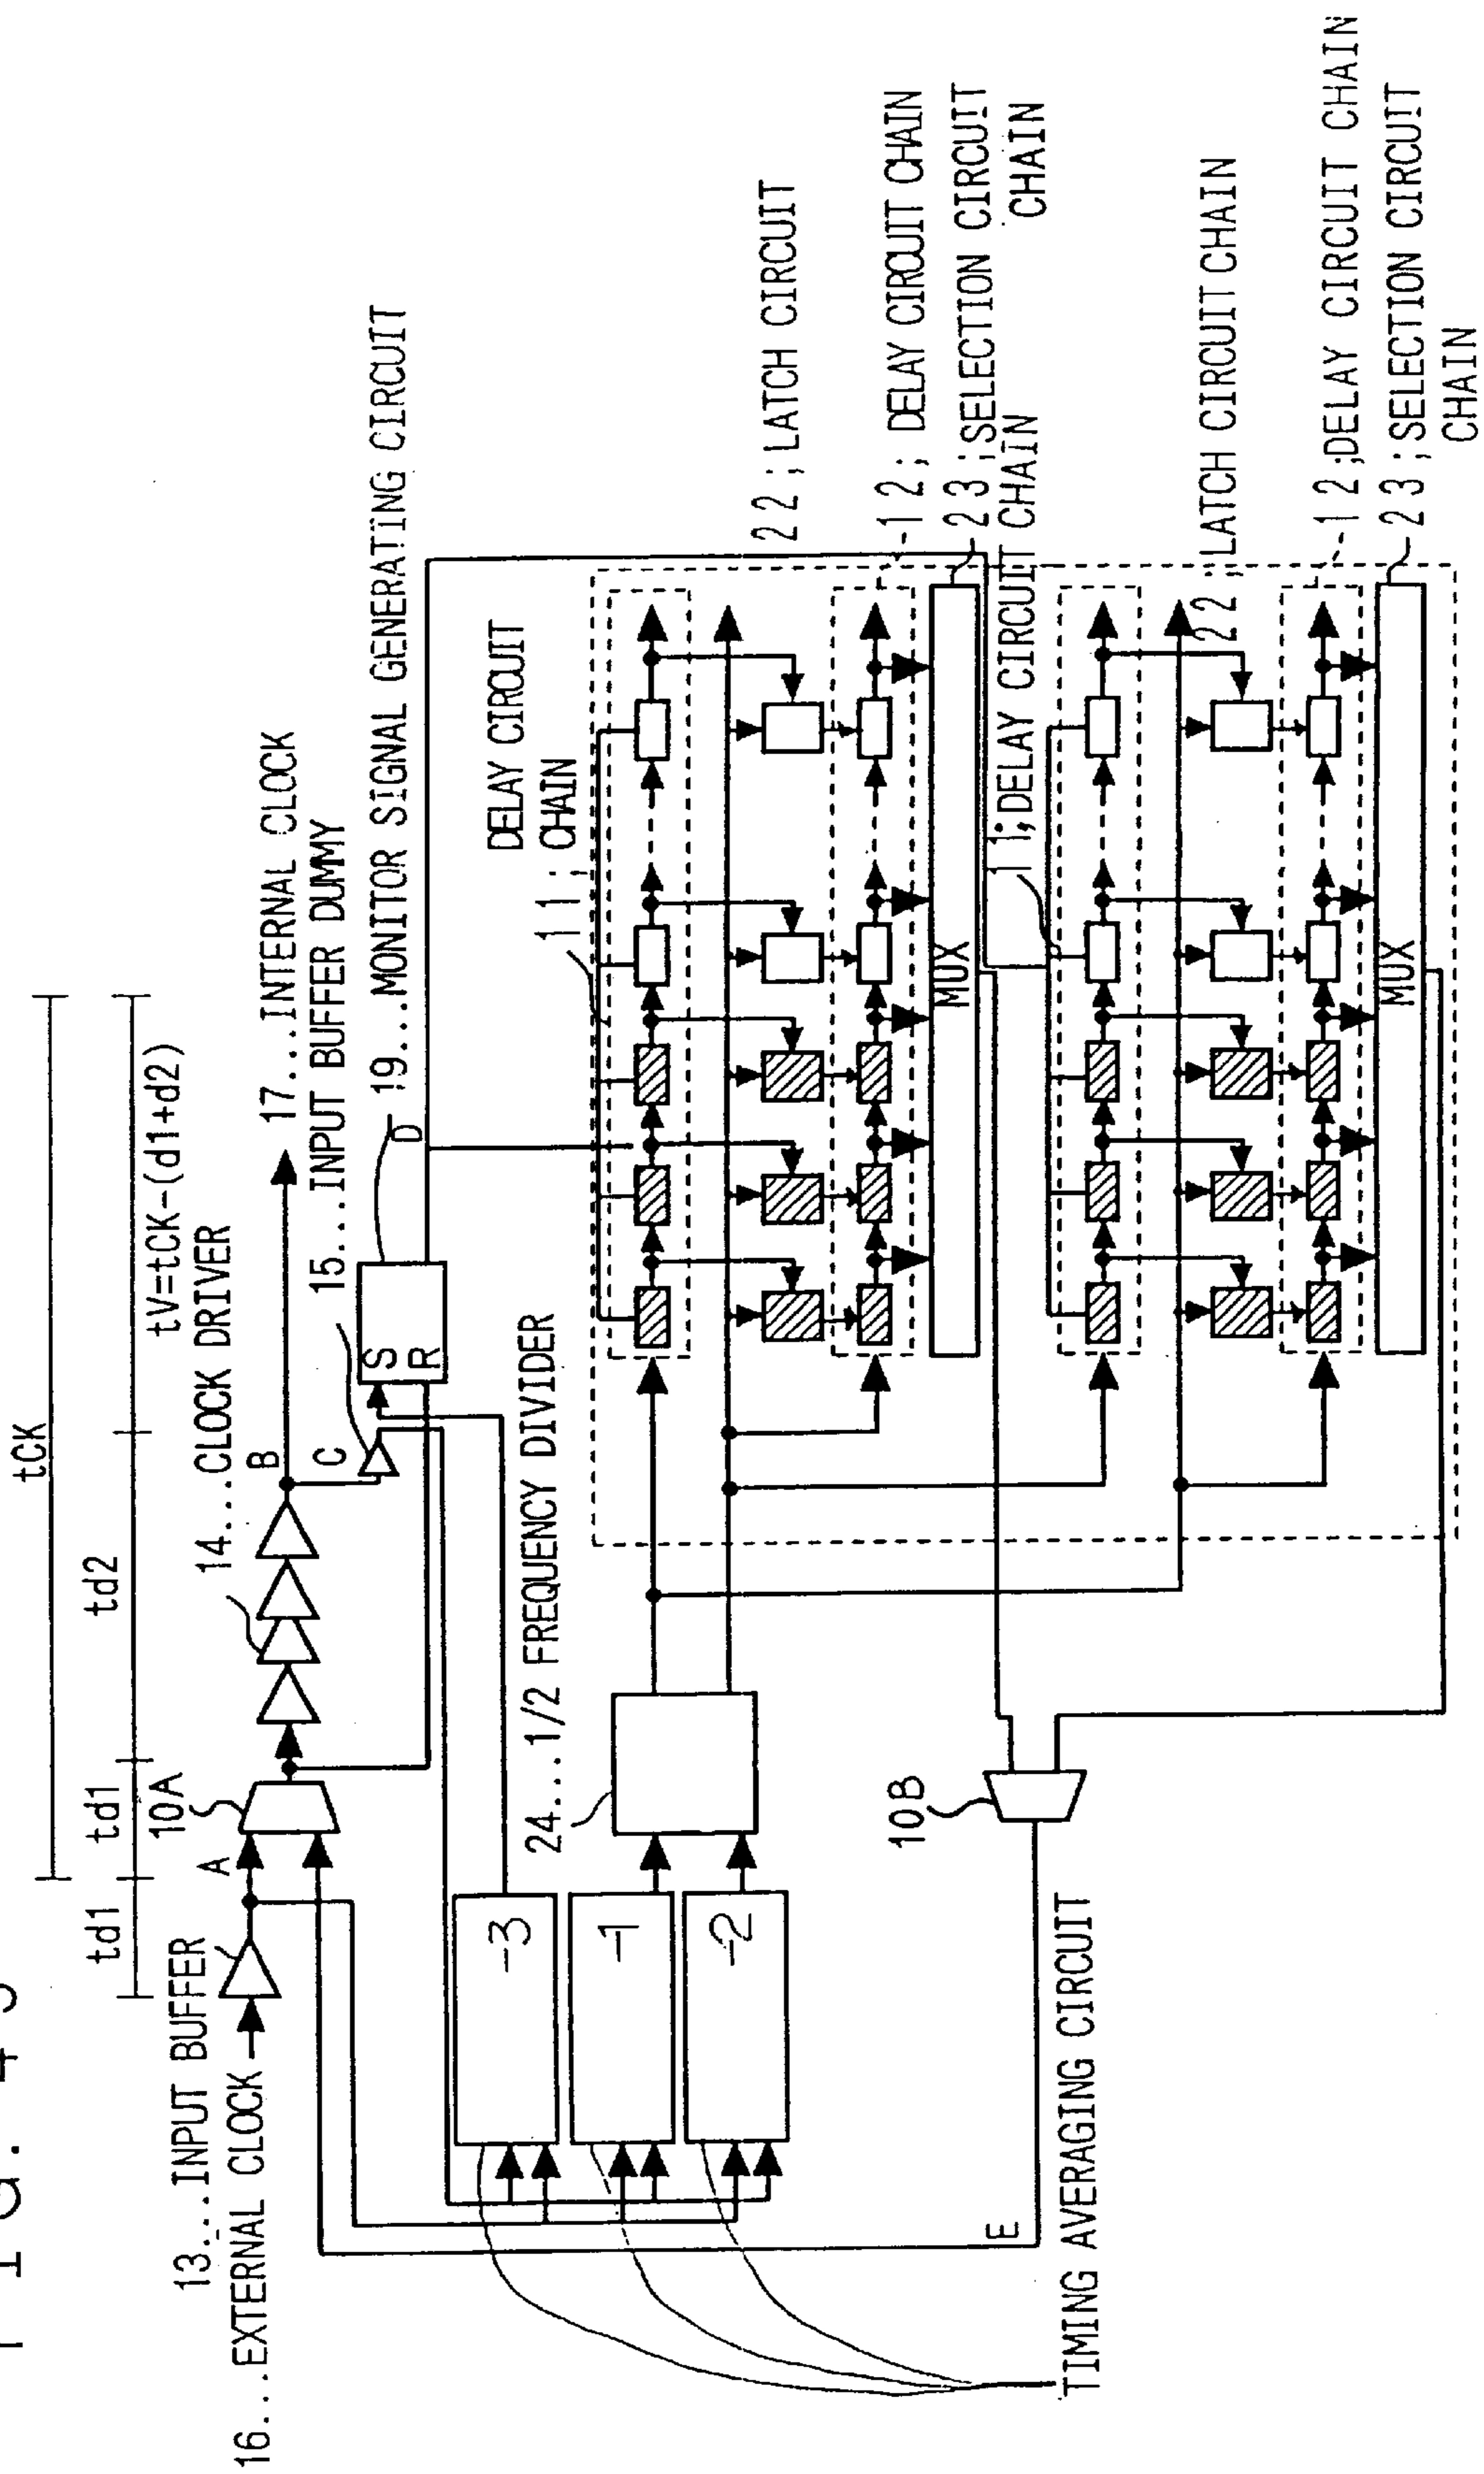 tCK
td1
td1
td2
tV=tCK-(d1+d2)
13...INPUT BUFFER
16...EXTERNAL CLOCK
A
10A
14...CLOCK DRIVER
B
17...INTERNAL CLOCK
C
15...INPUT BUFFER DUMMY
S
R
D
19...MONITOR SIGNAL GENERATING CIRCUIT
-3
-1
-2
24...1/2 FREQUENCY DIVIDER
11; DELAY CIRCUIT
CHAIN
22; LATCH CIRCUIT
12; DELAY CIRCUIT CHAIN
MUX
23; SELECTION CIRCUIT
CHAIN
11; DELAY CIRCUIT CHAIN
22; LATCH CIRCUIT CHAIN
12; DELAY CIRCUIT CHAIN
MUX
23; SELECTION CIRCUIT
CHAIN
10B
E
TIMING AVERAGING CIRCUIT